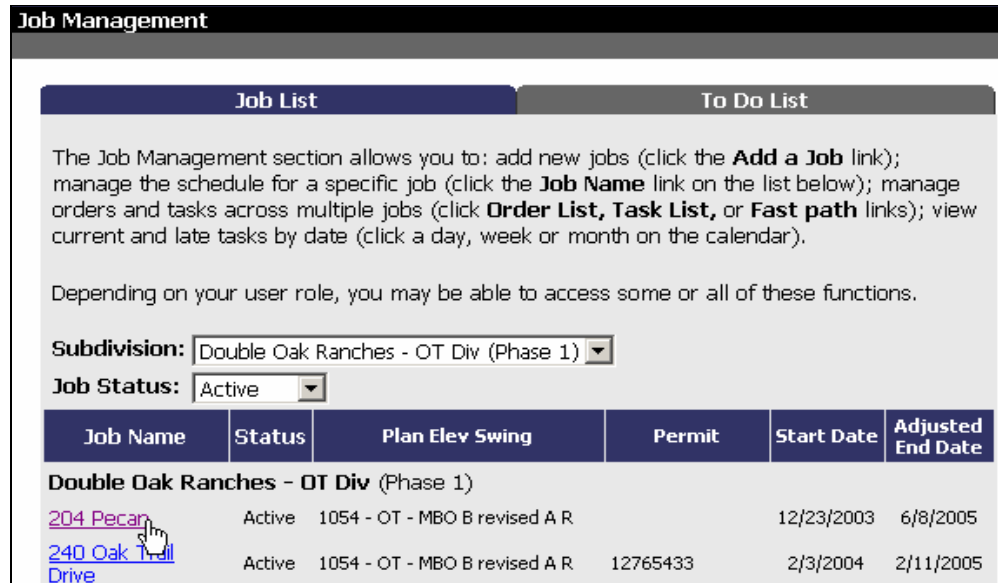 Job Management
Job List To Do List
The Job Management section allows you to: add new jobs (click the Add a Job link);
manage the schedule for a specific job (click the Job Name link on the list below); manage
orders and tasks across multiple jobs (click Order List, Task List, or Fast path links); view
current and late tasks by date (click a day, week or month on the calendar).
Depending on your user role, you may be able to access some or all of these functions.
Subdivision: Double Oak Ranches - OT Div (Phase 1)
Job Status: Active
Job Name Status Plan Elev Swing Permit Start Date Adjusted End Date
Double Oak Ranches - OT Div (Phase 1)
204 Pecan Active 1054 - OT - MBO B revised A R 12/23/2003 6/8/2005
240 Oak Trail
Drive Active 1054 - OT - MBO B revised A R 12765433 2/3/2004 2/11/2005